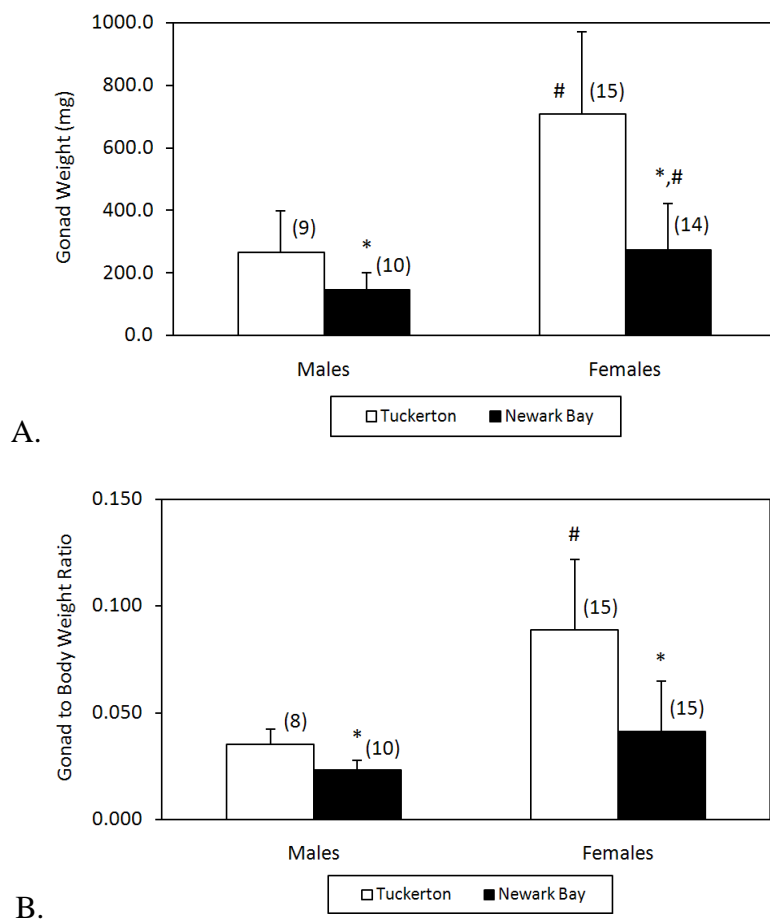 1000.0
800.0
600.0
400.0
200.0
0.0
Gonad Weight (mg)
# (15)
*,#
(14)
(9)
*
(10)
Males Females
Tuckerton Newark Bay
A.
0.150
0.100
0.050
0.000
Gonad to Body Weight Ratio
#
(15)
*
(15)
(8)
*
(10)
Males Females
Tuckerton Newark Bay
B.